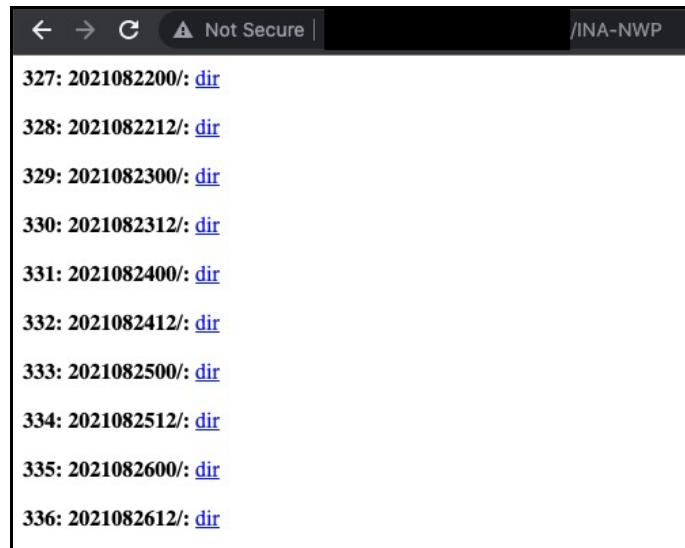 Not Secure | /INA-NWP
327: 2021082200/: dir
328: 2021082212/: dir
329: 2021082300/: dir
330: 2021082312/: dir
331: 2021082400/: dir
332: 2021082412/: dir
333: 2021082500/: dir
334: 2021082512/: dir
335: 2021082600/: dir
336: 2021082612/: dir